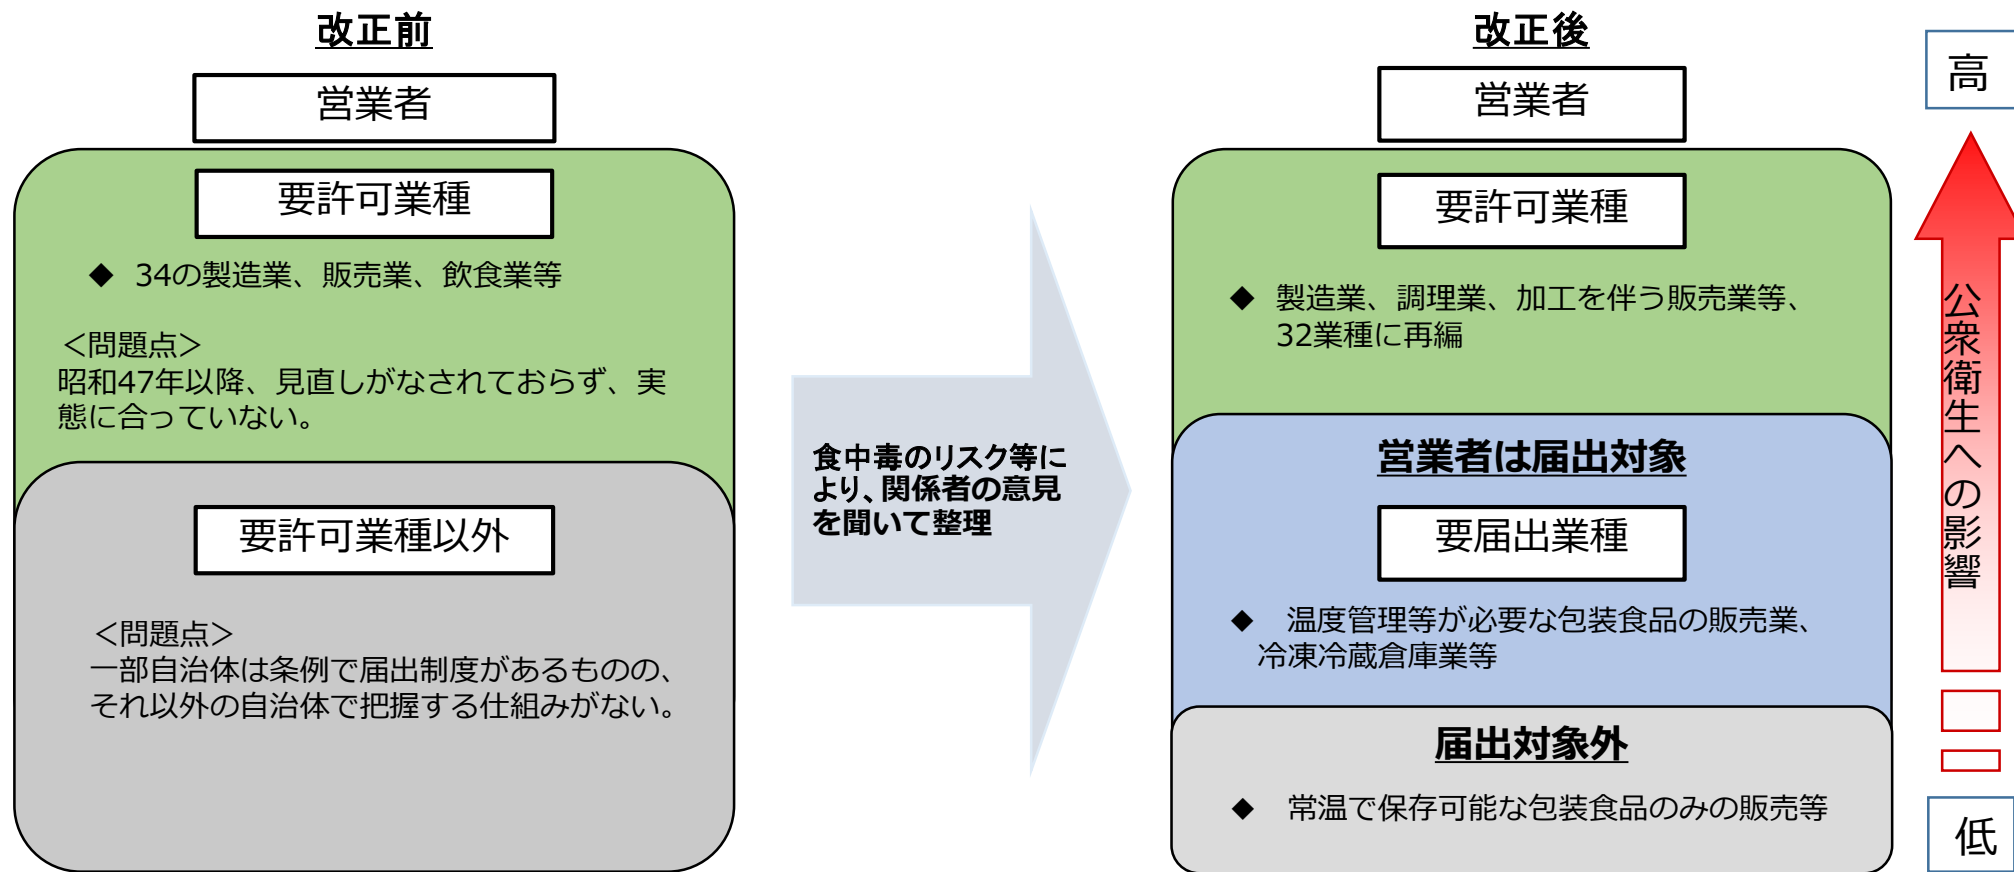 改正前
営業者
要許可業種
◆ 34の製造業、販売業、飲食業等
＜問題点＞
昭和47年以降、見直しがなされておらず、実
態に合っていない。
要許可業種以外
＜問題点＞
一部自治体は条例で届出制度があるものの、
それ以外の自治体で把握する仕組みがない。
食中毒のリスク等に
より、関係者の意見
を聞いて整理
改正後
営業者
要許可業種
◆ 製造業、調理業、加工を伴う販売業等、
32業種に再編
営業者は届出対象
要届出業種
◆ 温度管理等が必要な包装食品の販売業、
冷凍冷蔵倉庫業等
届出対象外
◆ 常温で保存可能な包装食品のみの販売等
高
公衆衛生への影響
低